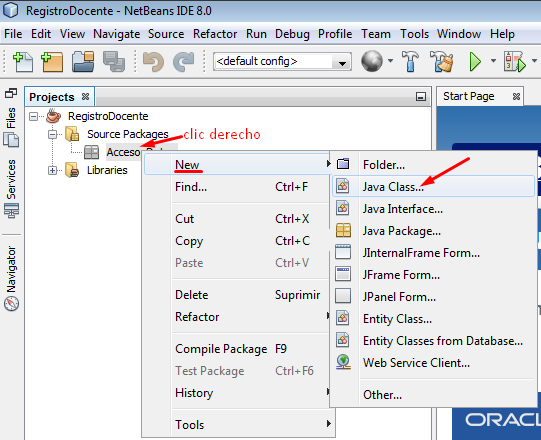 RegistroDocente - NetBeans IDE 8.0
File Edit View Navigate Source Refactor Run Debug Profile Team Tools Window
<default config>
Projects
Start Page
Files
Services
Navigator
RegistroDocente
Source Packages
clic derecho
Acceso
Libraries
New
Find... Ctrl+F
Cut Ctrl+X
Copy Ctrl+C
Paste Ctrl+V
Delete Suprimir
Refactor
Compile Package F9
Test Package Ctrl+F6
History
Tools
Folder...
Java Class...
Java Interface...
Java Package...
JInternalFrame Form...
JFrame Form...
JPanel Form...
Entity Class...
Entity Classes from Database...
Web Service Client...
Other...
ORACL